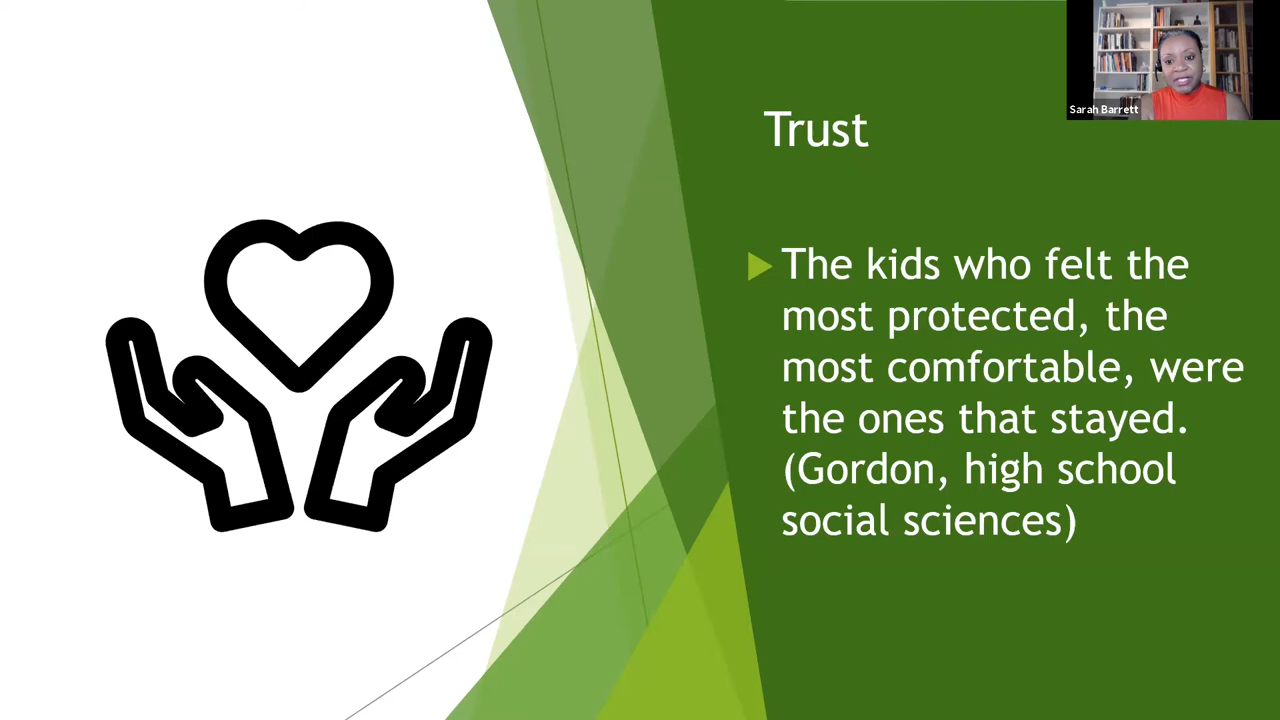 Sarah Barrett
Trust
The kids who felt the
most protected, the
most comfortable, were
the ones that stayed.
(Gordon, high school
social sciences)